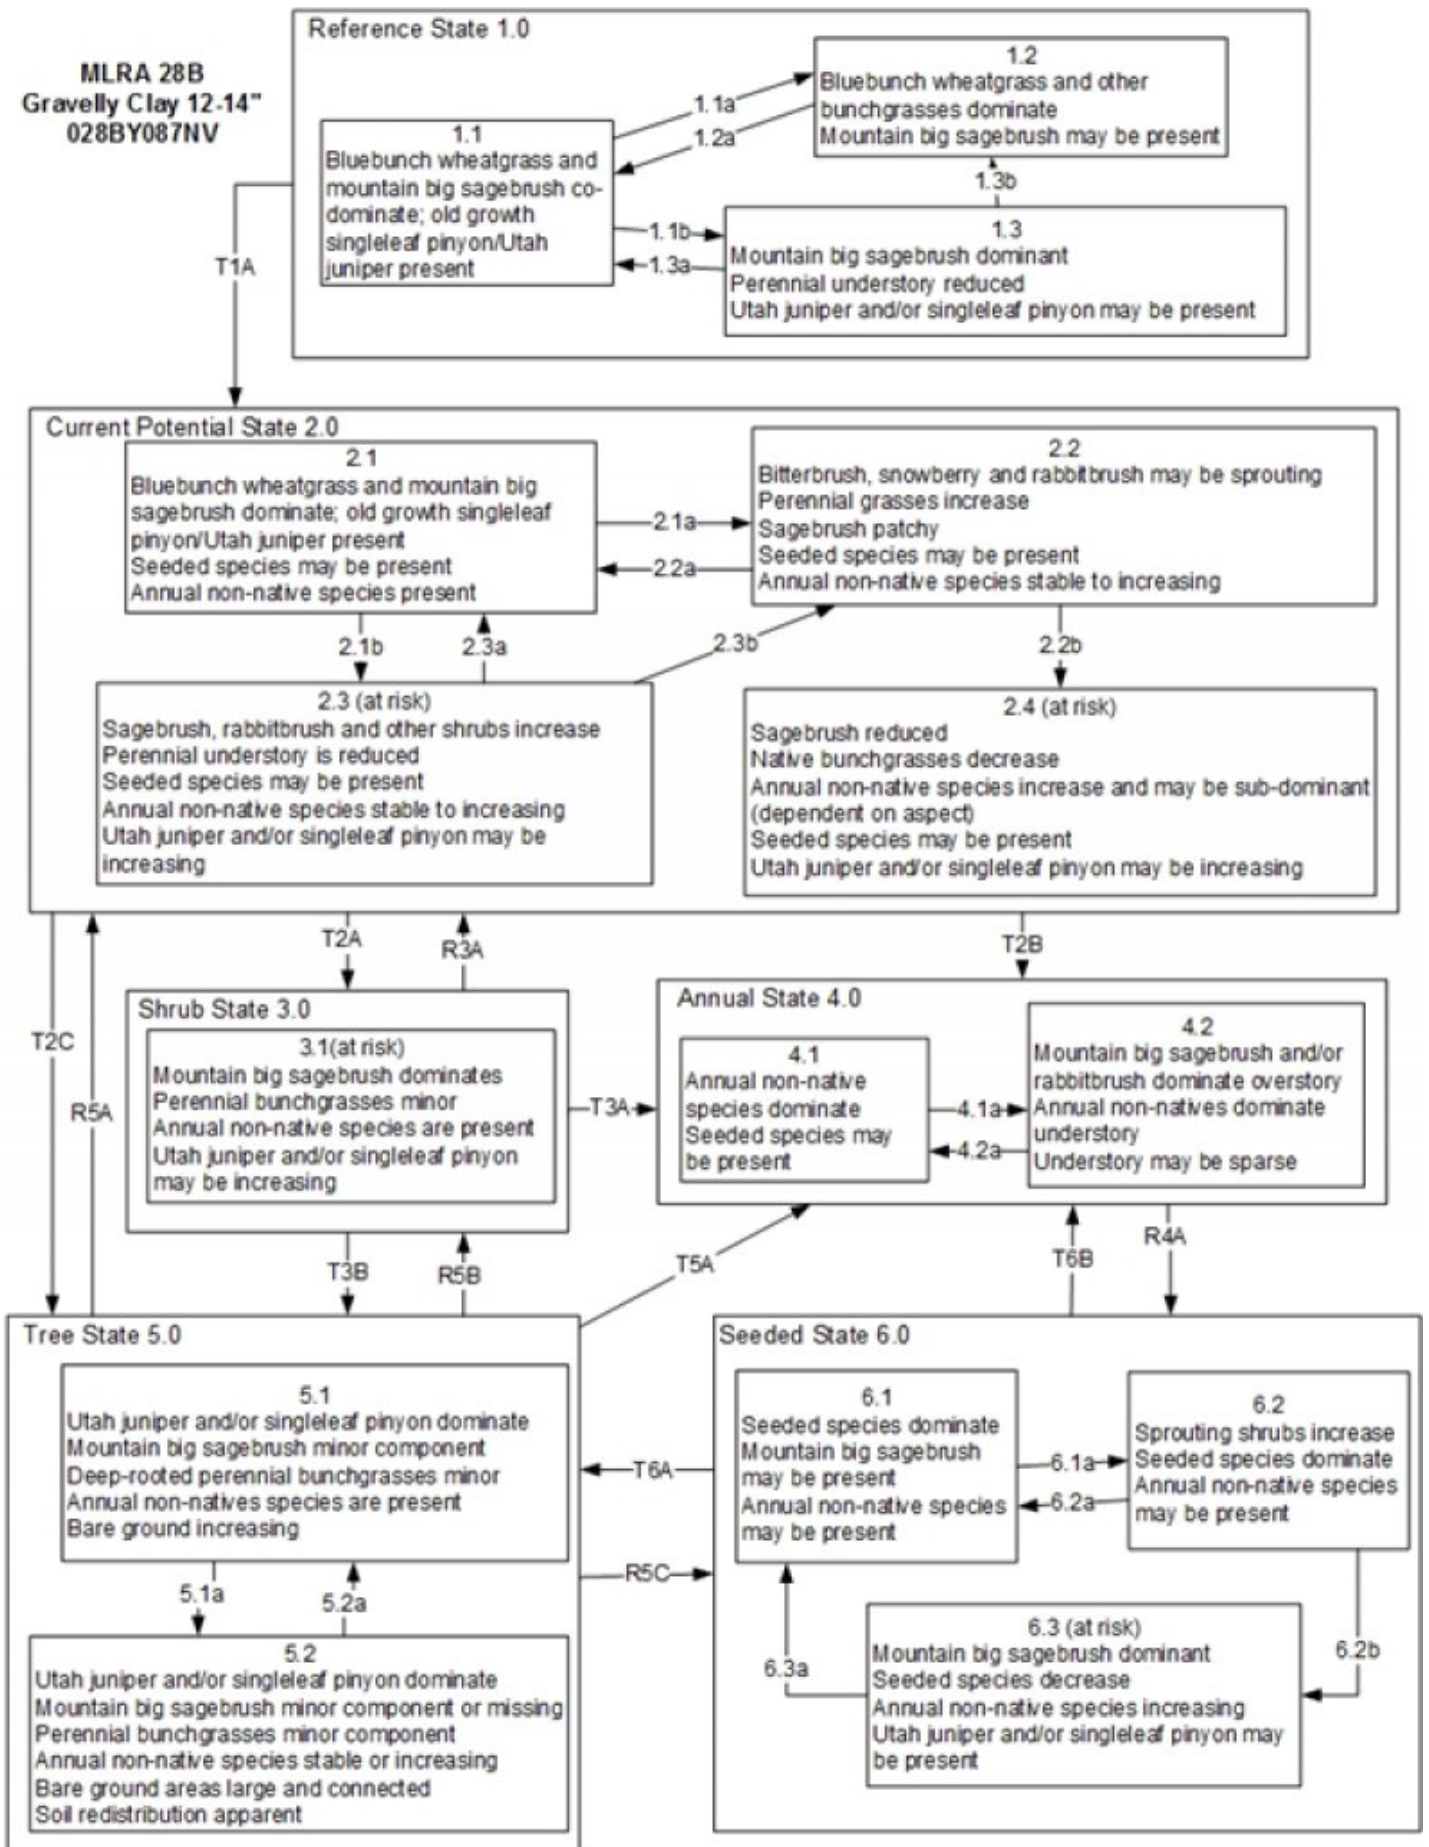 Reference State 1.0
MLRA 28B
Gravelly Clay 12-14"
028BY087NV
1.1
Bluebunch wheatgrass and
mountain big sagebrush co-
dominate; old growth
singleleaf pinyon/Utah
juniper present
1.1a
1.2a
1.2
Bluebunch wheatgrass and other
bunchgrasses dominate
Mountain big sagebrush may be present
1.3b
1.1b
1.3a
1.3
Mountain big sagebrush dominant
Perennial understory reduced
Utah juniper and/or singleleaf pinyon may be present
T1A
Current Potential State 2.0
2.1
Bluebunch wheatgrass and mountain big
sagebrush dominate; old growth singleleaf
pinyon/Utah juniper present
Seeded species may be present
Annual non-native species present
2.1a
2.2a
2.2
Bitterbrush, snowberry and rabbitbrush may be sprouting
Perennial grasses increase
Sagebrush patchy
Seeded species may be present
Annual non-native species stable to increasing
2.1b
2.3a
2.3b
2.2b
2.3 (at risk)
Sagebrush, rabbitbrush and other shrubs increase
Perennial understory is reduced
Seeded species may be present
Annual non-native species stable to increasing
Utah juniper and/or singleleaf pinyon may be
increasing
2.4 (at risk)
Sagebrush reduced
Native bunchgrasses decrease
Annual non-native species increase and may be sub-dominant
(dependent on aspect)
Seeded species may be present
Utah juniper and/or singleleaf pinyon may be increasing
T2A
R3A
T2B
T2C
R5A
Shrub State 3.0
3.1(at risk)
Mountain big sagebrush dominates
Perennial bunchgrasses minor
Annual non-native species are present
Utah juniper and/or singleleaf pinyon
may be increasing
T3A
Annual State 4.0
4.1
Annual non-native
species dominate
Seeded species may
be present
4.1a
4.2a
4.2
Mountain big sagebrush and/or
rabbitbrush dominate overstory
Annual non-natives dominate
understory
Understory may be sparse
T3B
R5B
T5A
T6B
R4A
Tree State 5.0
5.1
Utah juniper and/or singleleaf pinyon dominate
Mountain big sagebrush minor component
Deep-rooted perennial bunchgrasses minor
Annual non-natives species are present
Bare ground increasing
5.1a
5.2a
5.2
Utah juniper and/or singleleaf pinyon dominate
Mountain big sagebrush minor component or missing
Perennial bunchgrasses minor component
Annual non-native species stable or increasing
Bare ground areas large and connected
Soil redistribution apparent
T6A
R5C
Seeded State 6.0
6.1
Seeded species dominate
Mountain big sagebrush
may be present
Annual non-native species
may be present
6.1a
6.2a
6.2
Sprouting shrubs increase
Seeded species dominate
Annual non-native species
may be present
6.3a
6.2b
6.3 (at risk)
Mountain big sagebrush dominant
Seeded species decrease
Annual non-native species increasing
Utah juniper and/or singleleaf pinyon may
be present